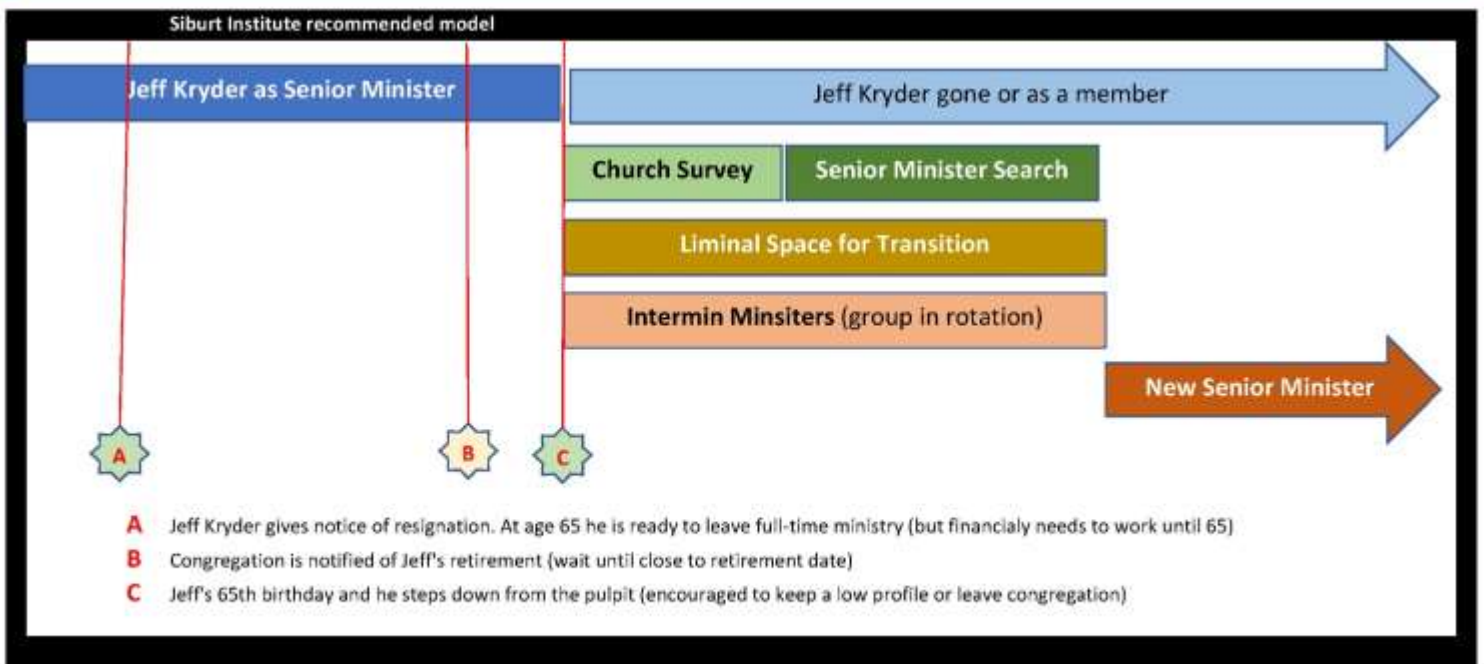 Siburt Institute recommended model
Jeff Kryder as Senior Minister
Jeff Kryder gone or as a member
Church Survey
Senior Minister Search
Liminal Space for Transition
Intermin Minsiters (group in rotation)
New Senior Minister
A
B
C
A Jeff Kryder gives notice of resignation. At age 65 he is ready to leave full-time ministry (but financialy needs to work until 65)
B Congregation is notified of Jeff's retirement (wait until close to retirement date)
C Jeff's 65th birthday and he steps down from the pulpit (encouraged to keep a low profile or leave congregation)